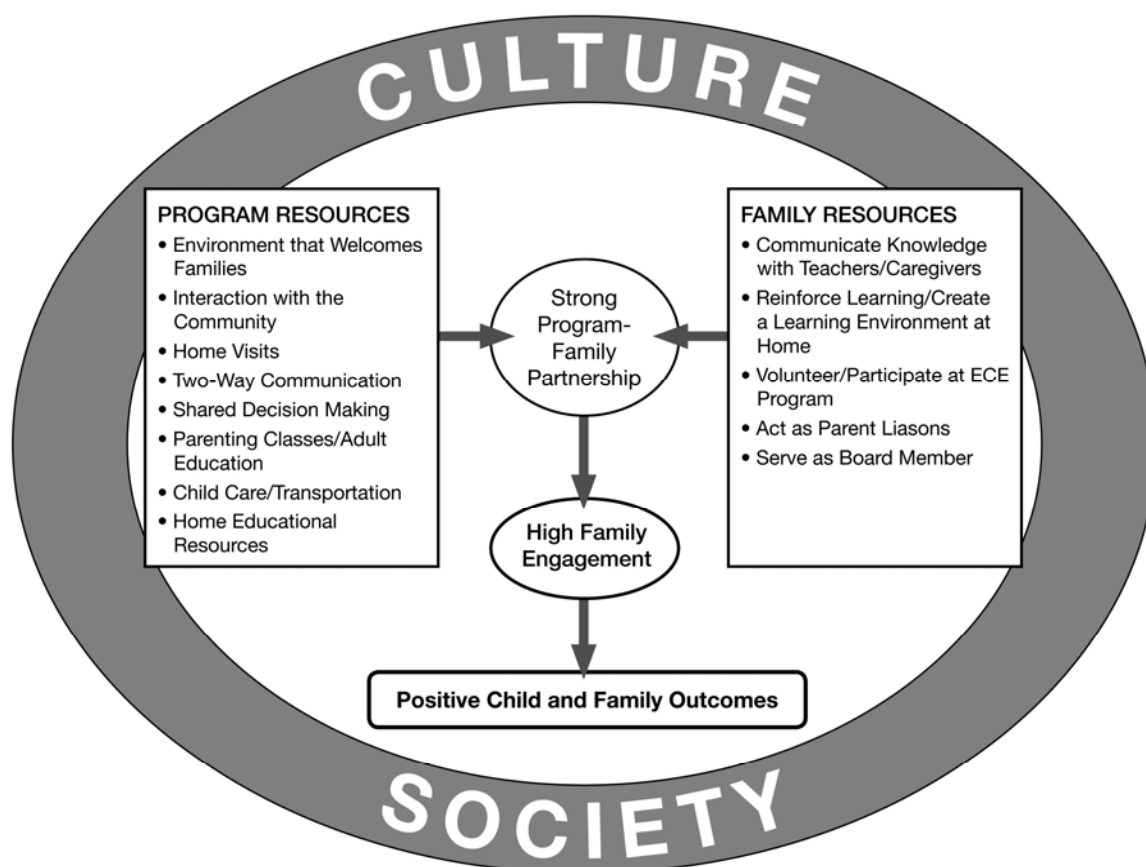 CULTURE
PROGRAM RESOURCES
• Environment that Welcomes
Families
• Interaction with the
Community
• Home Visits
• Two-Way Communication
• Shared Decision Making
• Parenting Classes/Adult
Education
• Child Care/Transportation
• Home Educational
Resources
Strong
Program-
Family
Partnership
High Family
Engagement
Positive Child and Family Outcomes
FAMILY RESOURCES
• Communicate Knowledge
with Teachers/Caregivers
• Reinforce Learning/Create
a Learning Environment at
Home
• Volunteer/Participate at ECE
Program
• Act as Parent Liasons
• Serve as Board Member
SOCIETY